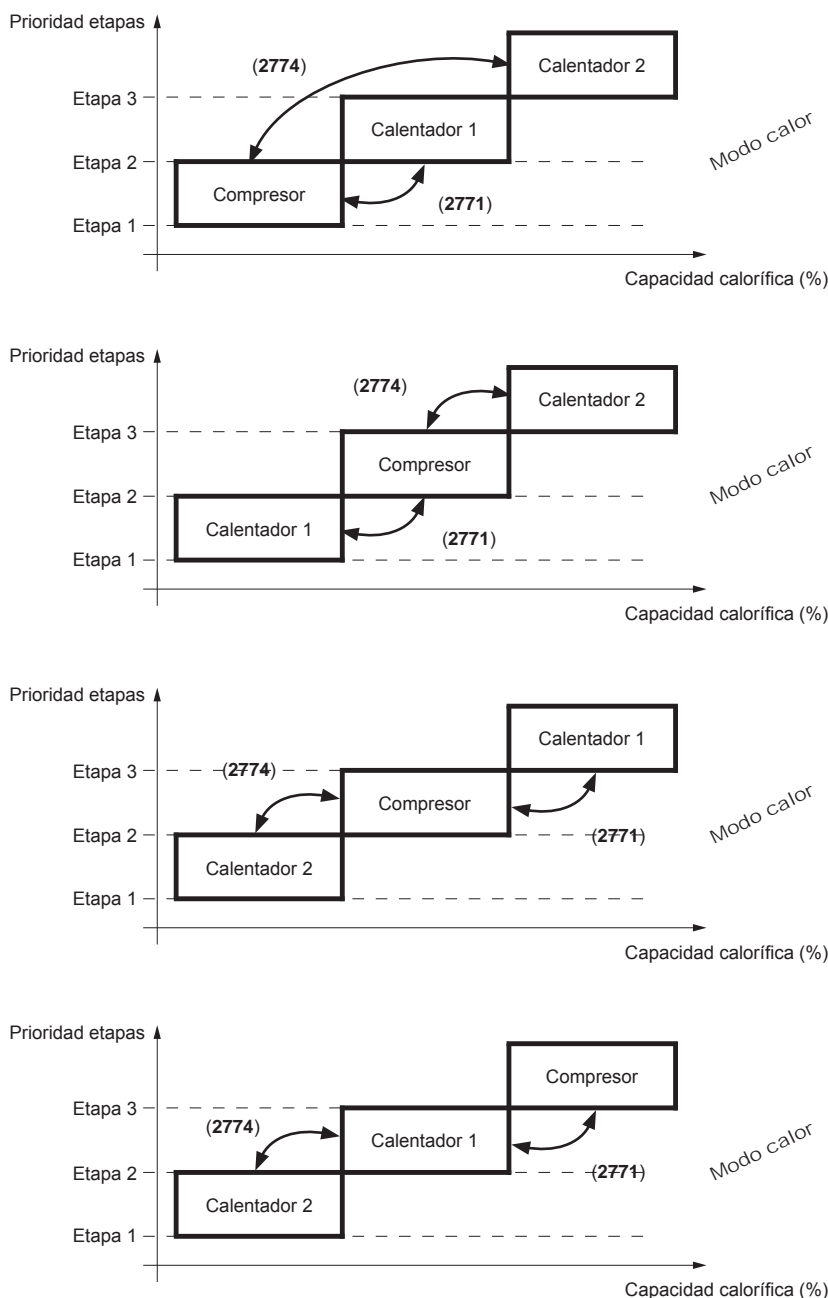 Prioridad etapas
(2774)
Calentador 2
Etapa 3
Calentador 1
Modo calor
Etapa 2
Compresor
(2771)
Etapa 1
Capacidad calorífica (%)
Prioridad etapas
(2774)
Calentador 2
Etapa 3
Compresor
Modo calor
Etapa 2
Calentador 1
(2771)
Etapa 1
Capacidad calorífica (%)
Prioridad etapas
Calentador 1
Etapa 3
(2774)
Compresor
Modo calor
Etapa 2
(2771)
Calentador 2
Etapa 1
Capacidad calorífica (%)
Prioridad etapas
Compresor
Etapa 3
(2774)
Calentador 1
Modo calor
Etapa 2
(2771)
Calentador 2
Etapa 1
Capacidad calorífica (%)